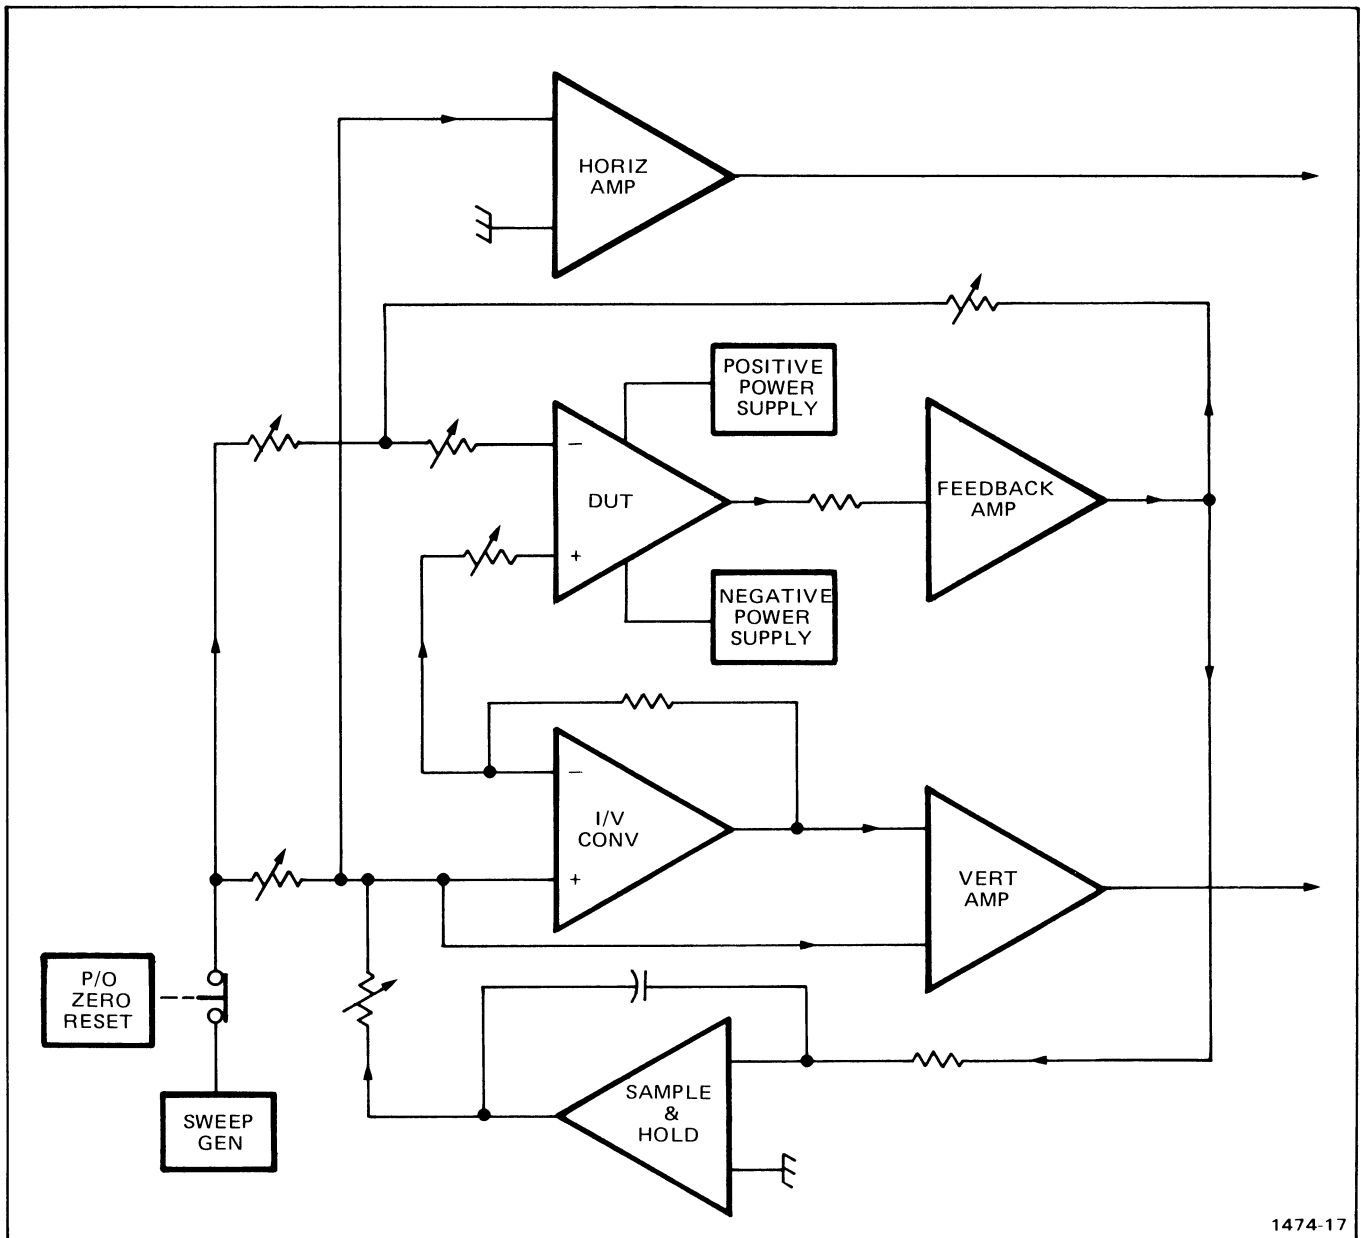 HORIZ
AMP
POSITIVE
POWER
SUPPLY
−
DUT
+
FEEDBACK
AMP
NEGATIVE
POWER
SUPPLY
−
I/V
CONV
+
VERT
AMP
P/O
ZERO
RESET
SAMPLE
&
HOLD
SWEEP
GEN
1474-17